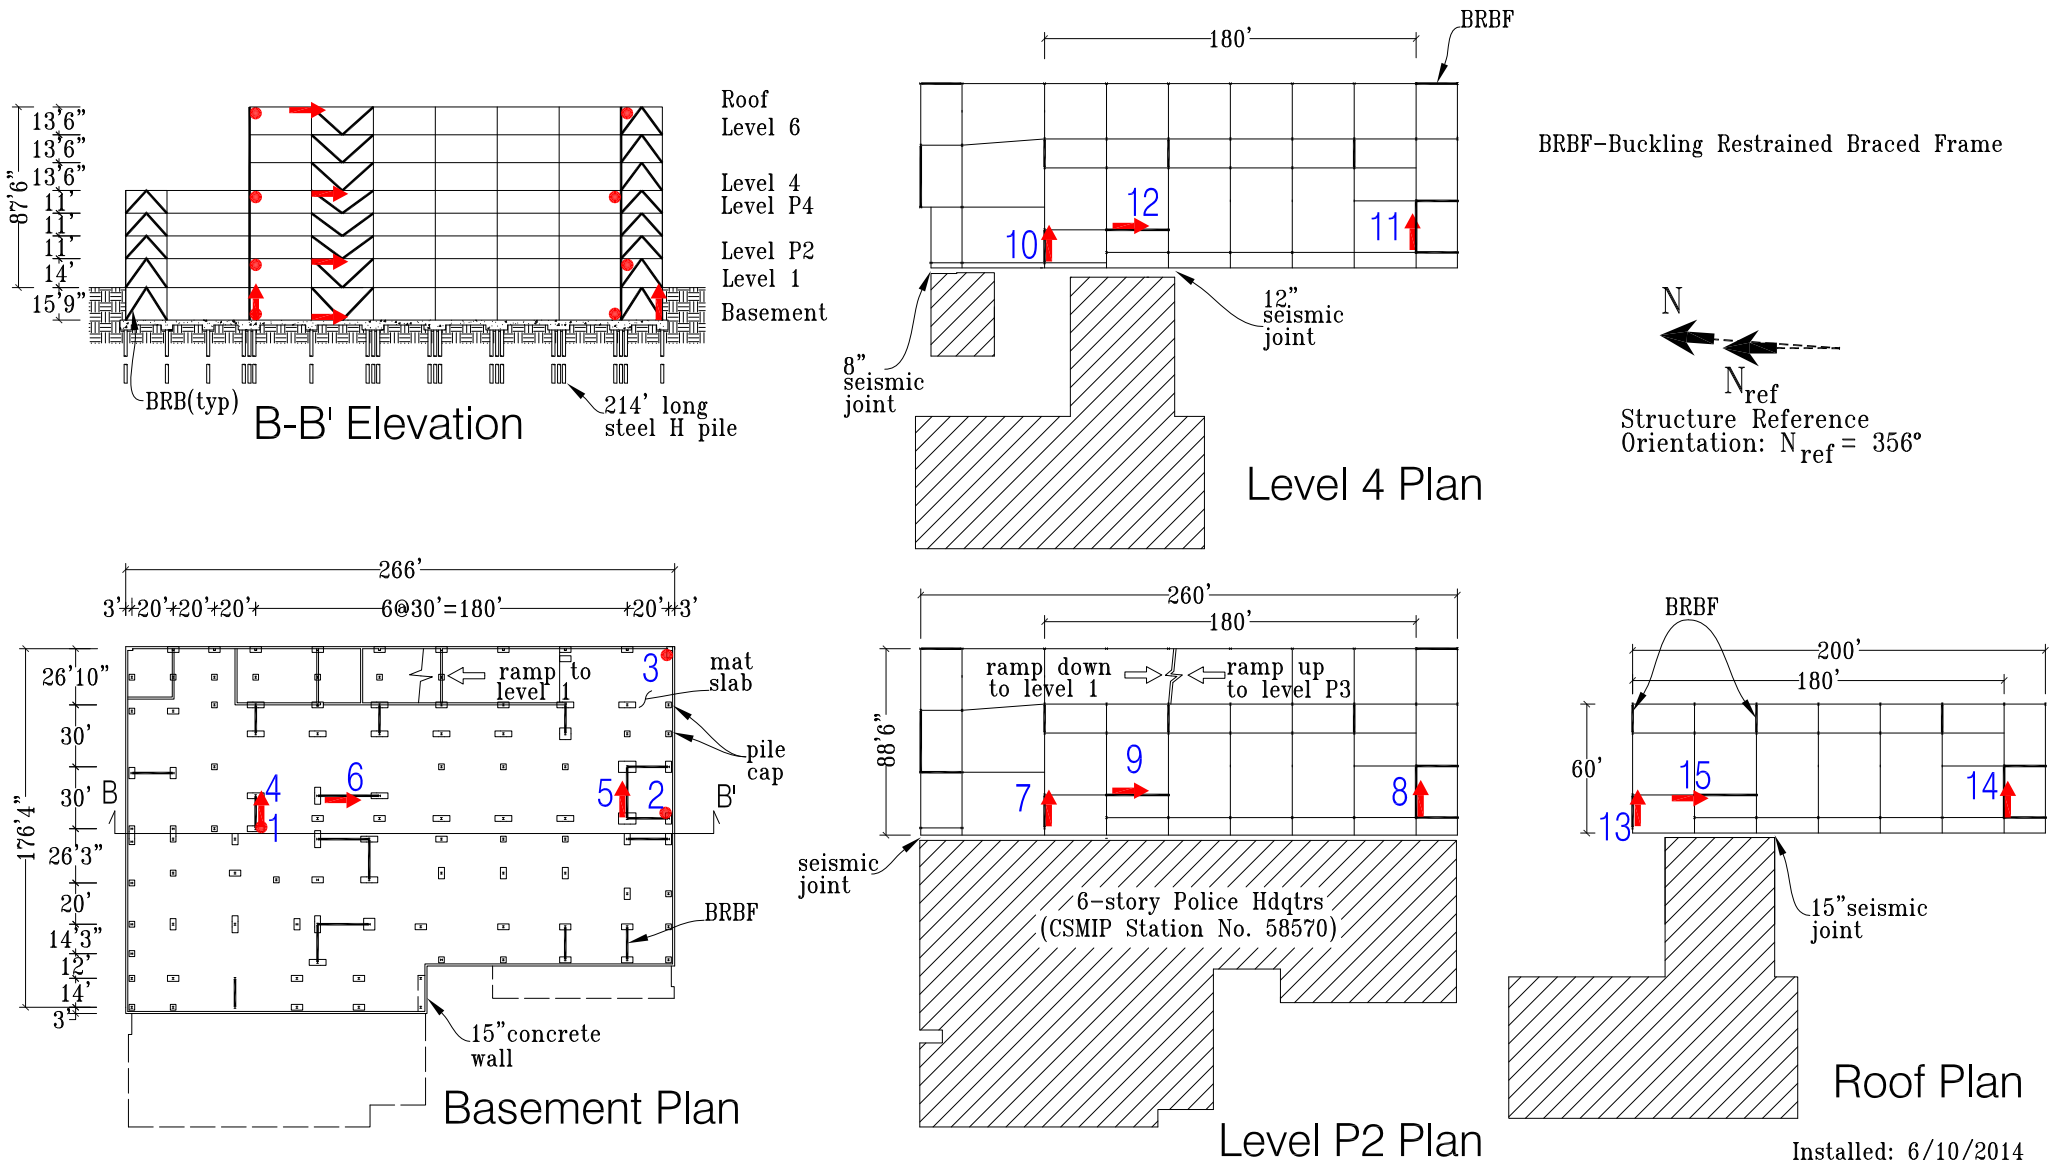 Roof
Level 6
Level 4
Level P4
Level P2
Level 1
Basement
13'6"
13'6"
13'6"
11'
11'
11'
14'
15'9"
87'6"
BRB(typ)
214' long
steel H pile
B-B' Elevation
180'
BRBF
10
12
11
8"
seismic
joint
12"
seismic
joint
Level 4 Plan
BRBF-Buckling Restrained Braced Frame
N
Nref
Structure Reference
Orientation: Nref = 356°
266'
3' 20' 20' 20' 6@30'=180' 20' 3'
26'10"
30'
30'
26'3"
20'
14'3"
12'
14'
3'
176'4"
ramp to
level 1
3
mat
slab
pile
cap
B
B'
4
1
6
5
2
BRBF
15"concrete
wall
Basement Plan
260'
180'
88'6"
ramp down
to level 1
ramp up
to level P3
7
9
8
seismic
joint
6-story Police Hdqtrs
(CSMIP Station No. 58570)
Level P2 Plan
BRBF
200'
180'
60'
13
15
14
15"seismic
joint
Roof Plan
Installed: 6/10/2014